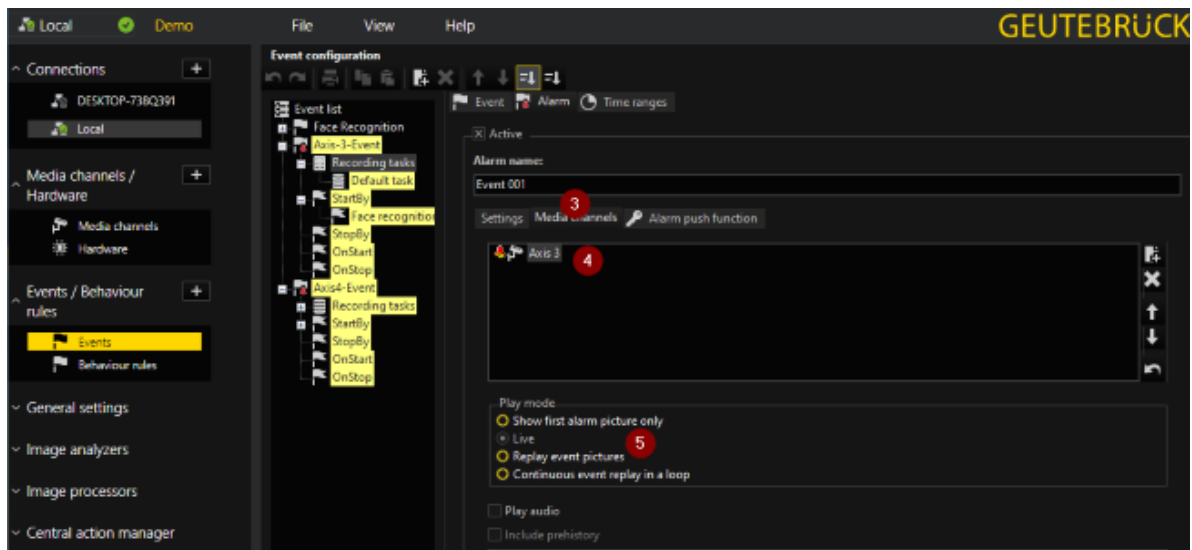 Local Demo File View Help GEUTEBRÜCK
Connections +
DESKTOP-738Q391
Local
Media channels / Hardware +
Media channels
Hardware
Events / Behaviour rules +
Events
Behaviour rules
General settings
Image analyzers
Image processors
Central action manager
Event configuration
Event list
Face Recognition
Axis-3-Event
Recording tasks
Default task
StartBy
Face recognition
StopBy
OnStart
OnStop
Axis4-Event
Recording tasks
StartBy
StopBy
OnStart
OnStop
Event Alarm Time ranges
Active
Alarm name:
Event 001
3
Settings Media channels Alarm push function
Axis 3 4
Play mode
Show first alarm picture only
Live 5
Replay event pictures
Continuous event replay in a loop
Play audio
Include prehistory